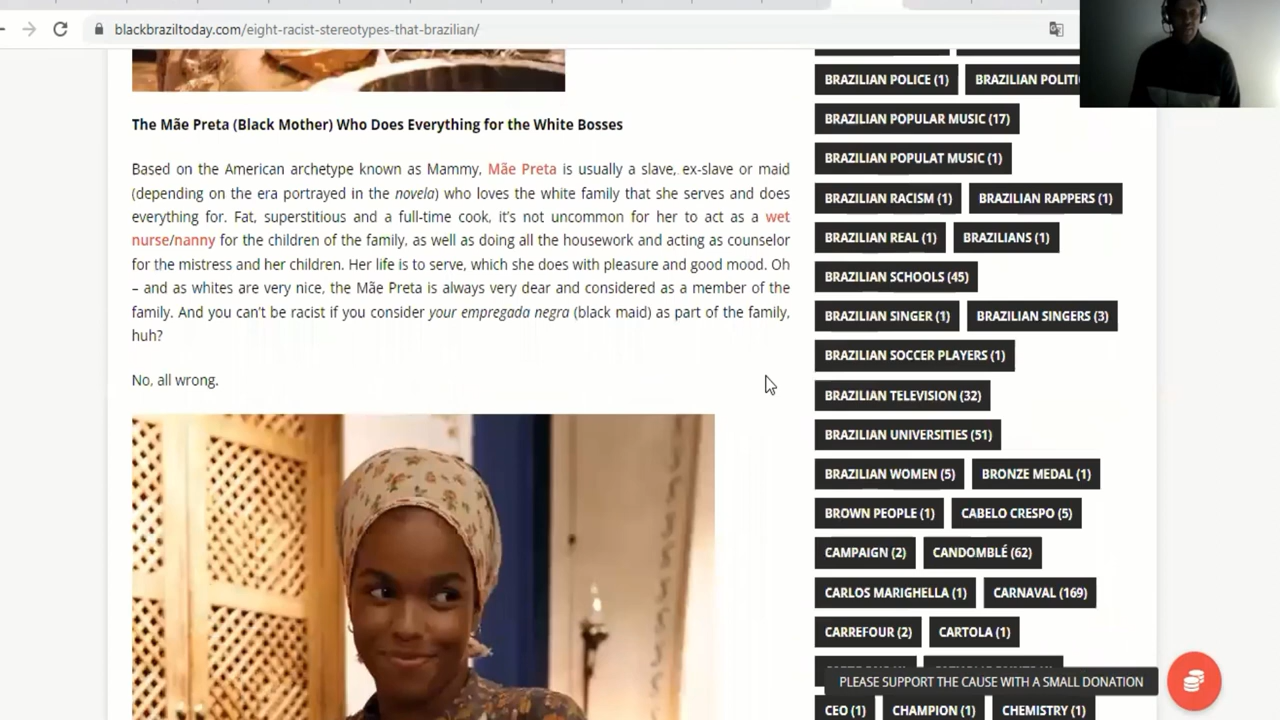 blackbraziltoday.com/eight-racist-stereotypes-that-brazilian/
The Mãe Preta (Black Mother) Who Does Everything for the White Bosses
Based on the American archetype known as Mammy, Mãe Preta is usually a slave, ex-slave or maid
(depending on the era portrayed in the novela) who loves the white family that she serves and does
everything for. Fat, superstitious and a full-time cook, it's not uncommon for her to act as a wet
nurse/nanny for the children of the family, as well as doing all the housework and acting as counselor
for the mistress and her children. Her life is to serve, which she does with pleasure and good mood. Oh
– and as whites are very nice, the Mãe Preta is always very dear and considered as a member of the
family. And you can't be racist if you consider your empregada negra (black maid) as part of the family,
huh?
No, all wrong.
BRAZILIAN POLICE (1) BRAZILIAN POLITI
BRAZILIAN POPULAR MUSIC (17)
BRAZILIAN POPULAT MUSIC (1)
BRAZILIAN RACISM (1) BRAZILIAN RAPPERS (1)
BRAZILIAN REAL (1) BRAZILIANS (1)
BRAZILIAN SCHOOLS (45)
BRAZILIAN SINGER (1) BRAZILIAN SINGERS (3)
BRAZILIAN SOCCER PLAYERS (1)
BRAZILIAN TELEVISION (32)
BRAZILIAN UNIVERSITIES (51)
BRAZILIAN WOMEN (5) BRONZE MEDAL (1)
BROWN PEOPLE (1) CABELO CRESPO (5)
CAMPAIGN (2) CANDOMBLÉ (62)
CARLOS MARIGHELLA (1) CARNAVAL (169)
CARREFOUR (2) CARTOLA (1)
PLEASE SUPPORT THE CAUSE WITH A SMALL DONATION
CEO (1) CHAMPION (1) CHEMISTRY (1)